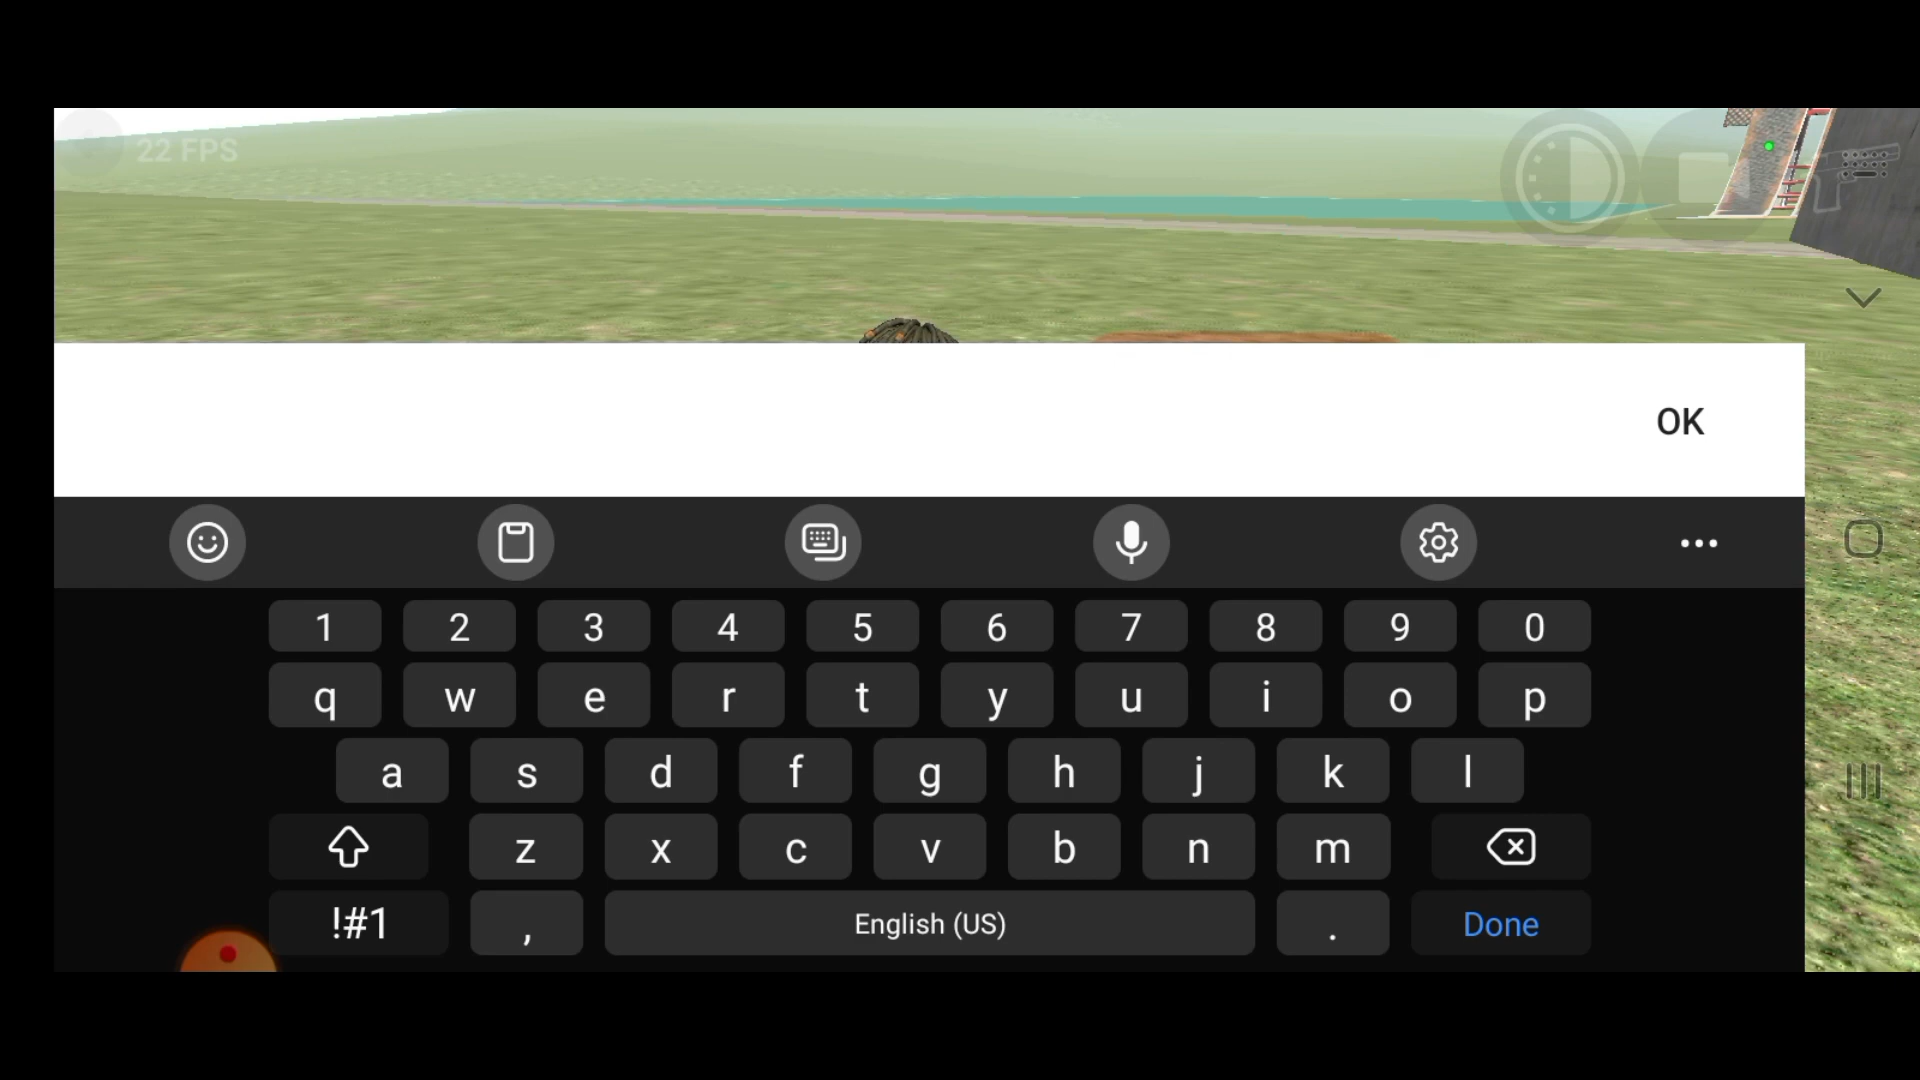 22 FPS
OK
1 2 3 4 5 6 7 8 9 0
q w e r t y u i o p
a s d f g h j k l
z x c v b n m
!#1 , English (US) . Done